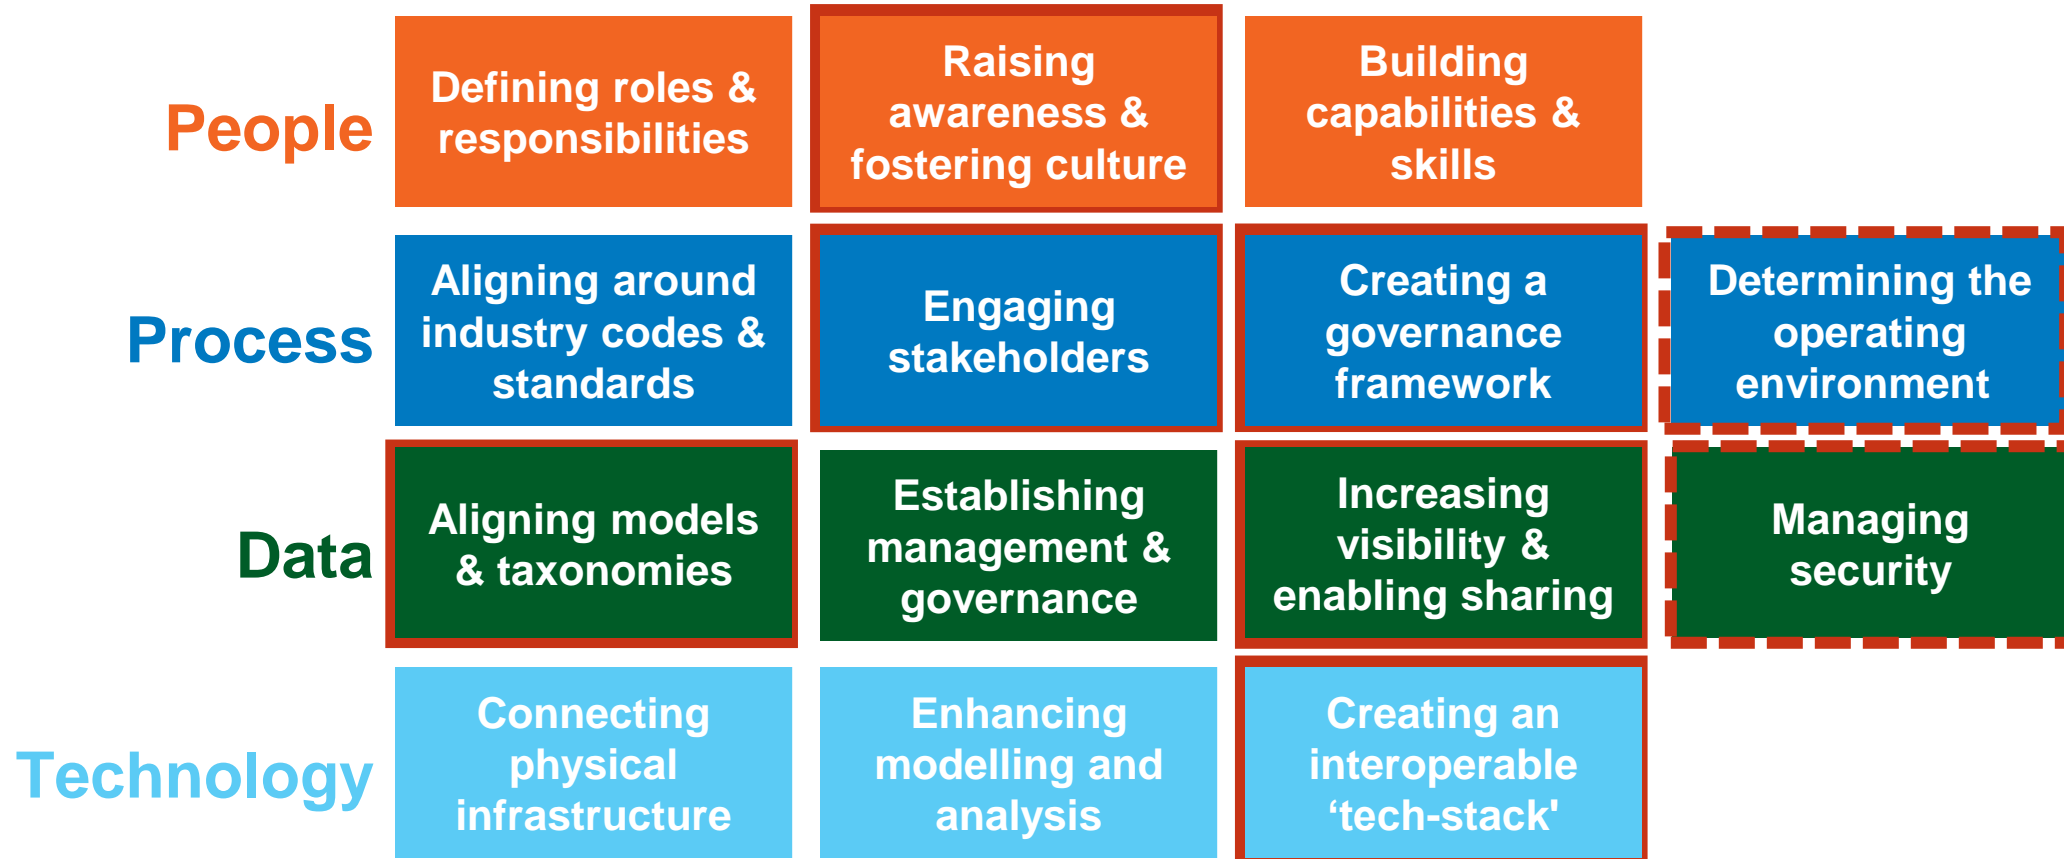 People
Defining roles &
responsibilities
Raising
awareness &
fostering culture
Building
capabilities &
skills
Process
Aligning around
industry codes &
standards
Engaging
stakeholders
Creating a
governance
framework
Determining the
operating
environment
Data
Aligning models
& taxonomies
Establishing
management &
governance
Increasing
visibility &
enabling sharing
Managing
security
Technology
Connecting
physical
infrastructure
Enhancing
modelling and
analysis
Creating an
interoperable
‘tech-stack'